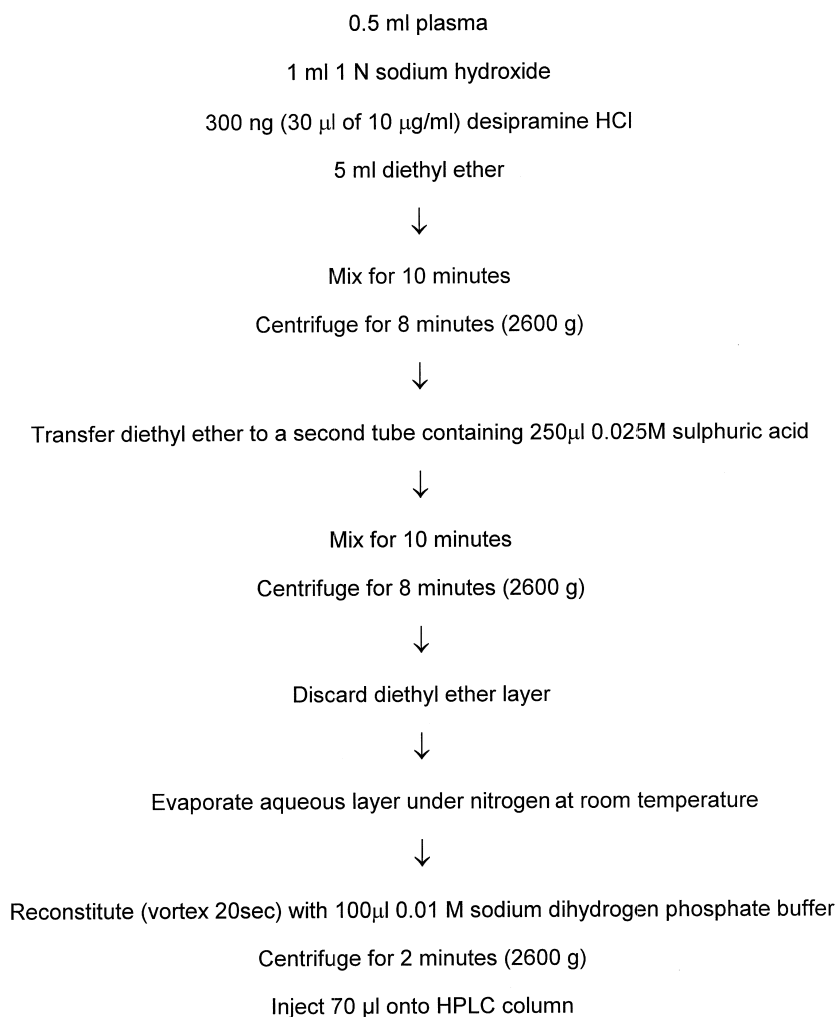 0.5 ml plasma
1 ml 1 N sodium hydroxide
300 ng (30 μl of 10 μg/ml) desipramine HCl
5 ml diethyl ether
↓
Mix for 10 minutes
Centrifuge for 8 minutes (2600 g)
↓
Transfer diethyl ether to a second tube containing 250μl 0.025M sulphuric acid
↓
Mix for 10 minutes
Centrifuge for 8 minutes (2600 g)
↓
Discard diethyl ether layer
↓
Evaporate aqueous layer under nitrogen at room temperature
↓
Reconstitute (vortex 20sec) with 100μl 0.01 M sodium dihydrogen phosphate buffer
Centrifuge for 2 minutes (2600 g)
Inject 70 μl onto HPLC column